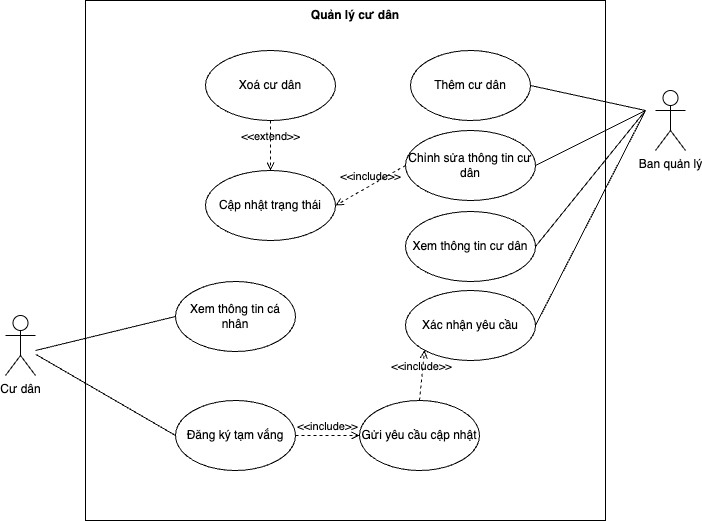 Quản lý cư dân
Xoá cư dân
Thêm cư dân
<<extend>>
Chỉnh sửa thông tin cư
dân
Ban quản lý
<<include>>
Cập nhật trạng thái
Xem thông tin cư dân
Xem thông tin cá
nhân
Xác nhận yêu cầu
<<include>>
Cư dân
Đăng ký tạm vắng
<<include>>
Gửi yêu cầu cập nhật